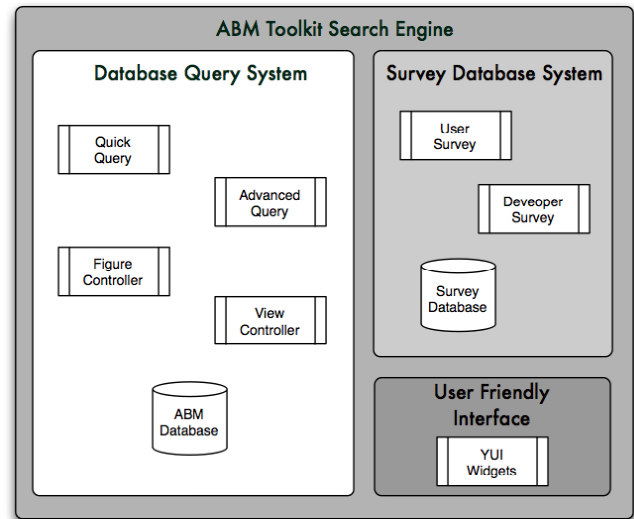 ABM Toolkit Search Engine
Database Query System
Quick
Query
Advanced
Query
Figure
Controller
View
Controller
ABM
Database
Survey Database System
User
Survey
Deveoper
Survey
Survey
Database
User Friendly
Interface
YUI
Widgets